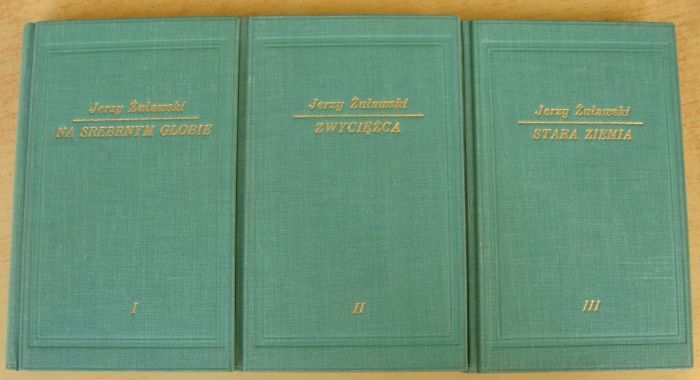 Jerzy Żuławski
NA SREBRNYM GLOBIE
I
Jerzy Żuławski
ZWYCIĘZCA
II
Jerzy Żuławski
STARA ZIEMIA
III